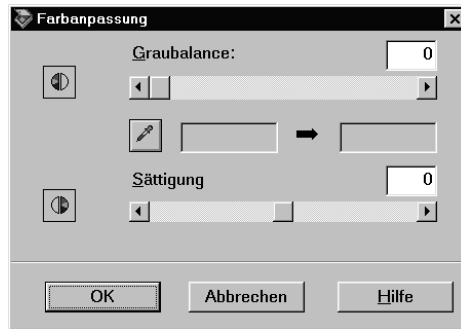 Farbanpassung
Graubalance: 0
Sättigung 0
OK Abbrechen Hilfe